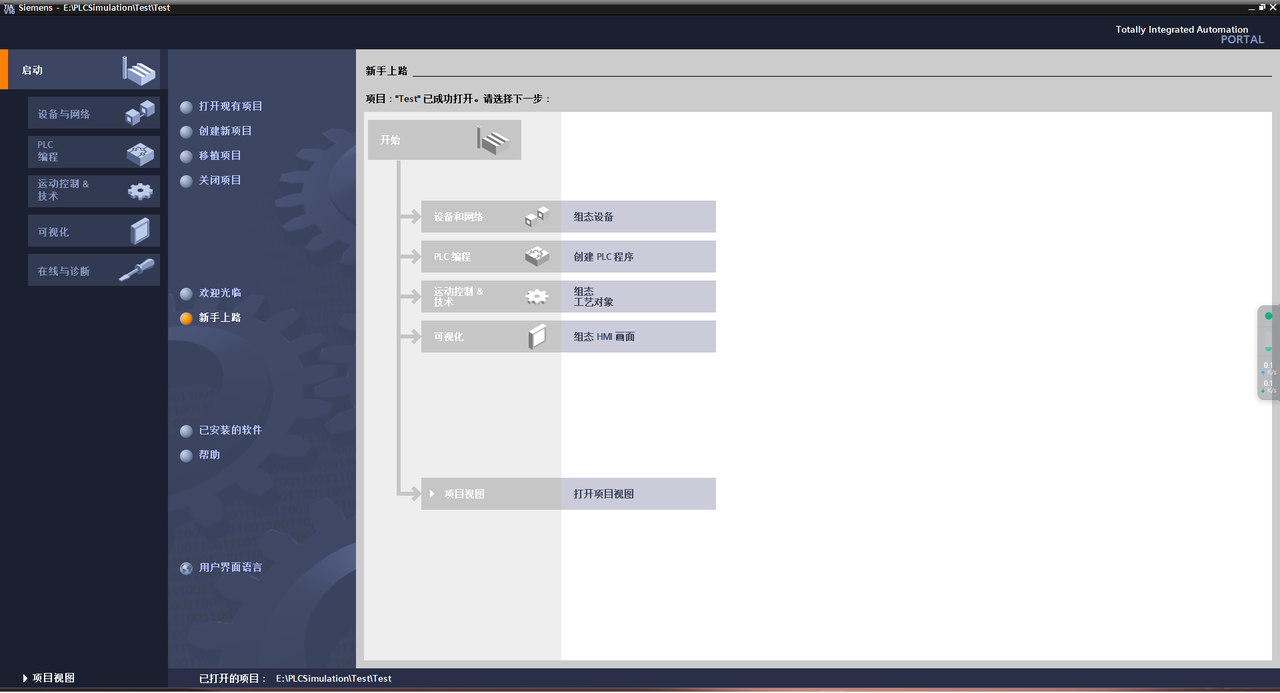 Siemens - E:\PLCSimulation\Test\Test
Totally Integrated Automation
PORTAL
启动
设备与网络
PLC
编程
运动控制 &
技术
可视化
在线与诊断
打开现有项目
创建新项目
移植项目
关闭项目
欢迎光临
新手上路
已安装的软件
帮助
用户界面语言
新手上路
项目："Test" 已成功打开。请选择下一步：
开始
设备和网络
组态设备
PLC 编程
创建 PLC 程序
运动控制 &
技术
组态
工艺对象
可视化
组态 HMI 画面
项目视图
打开项目视图
0.1
K/s
0.1
K/s
项目视图
已打开的项目： E:\PLCSimulation\Test\Test